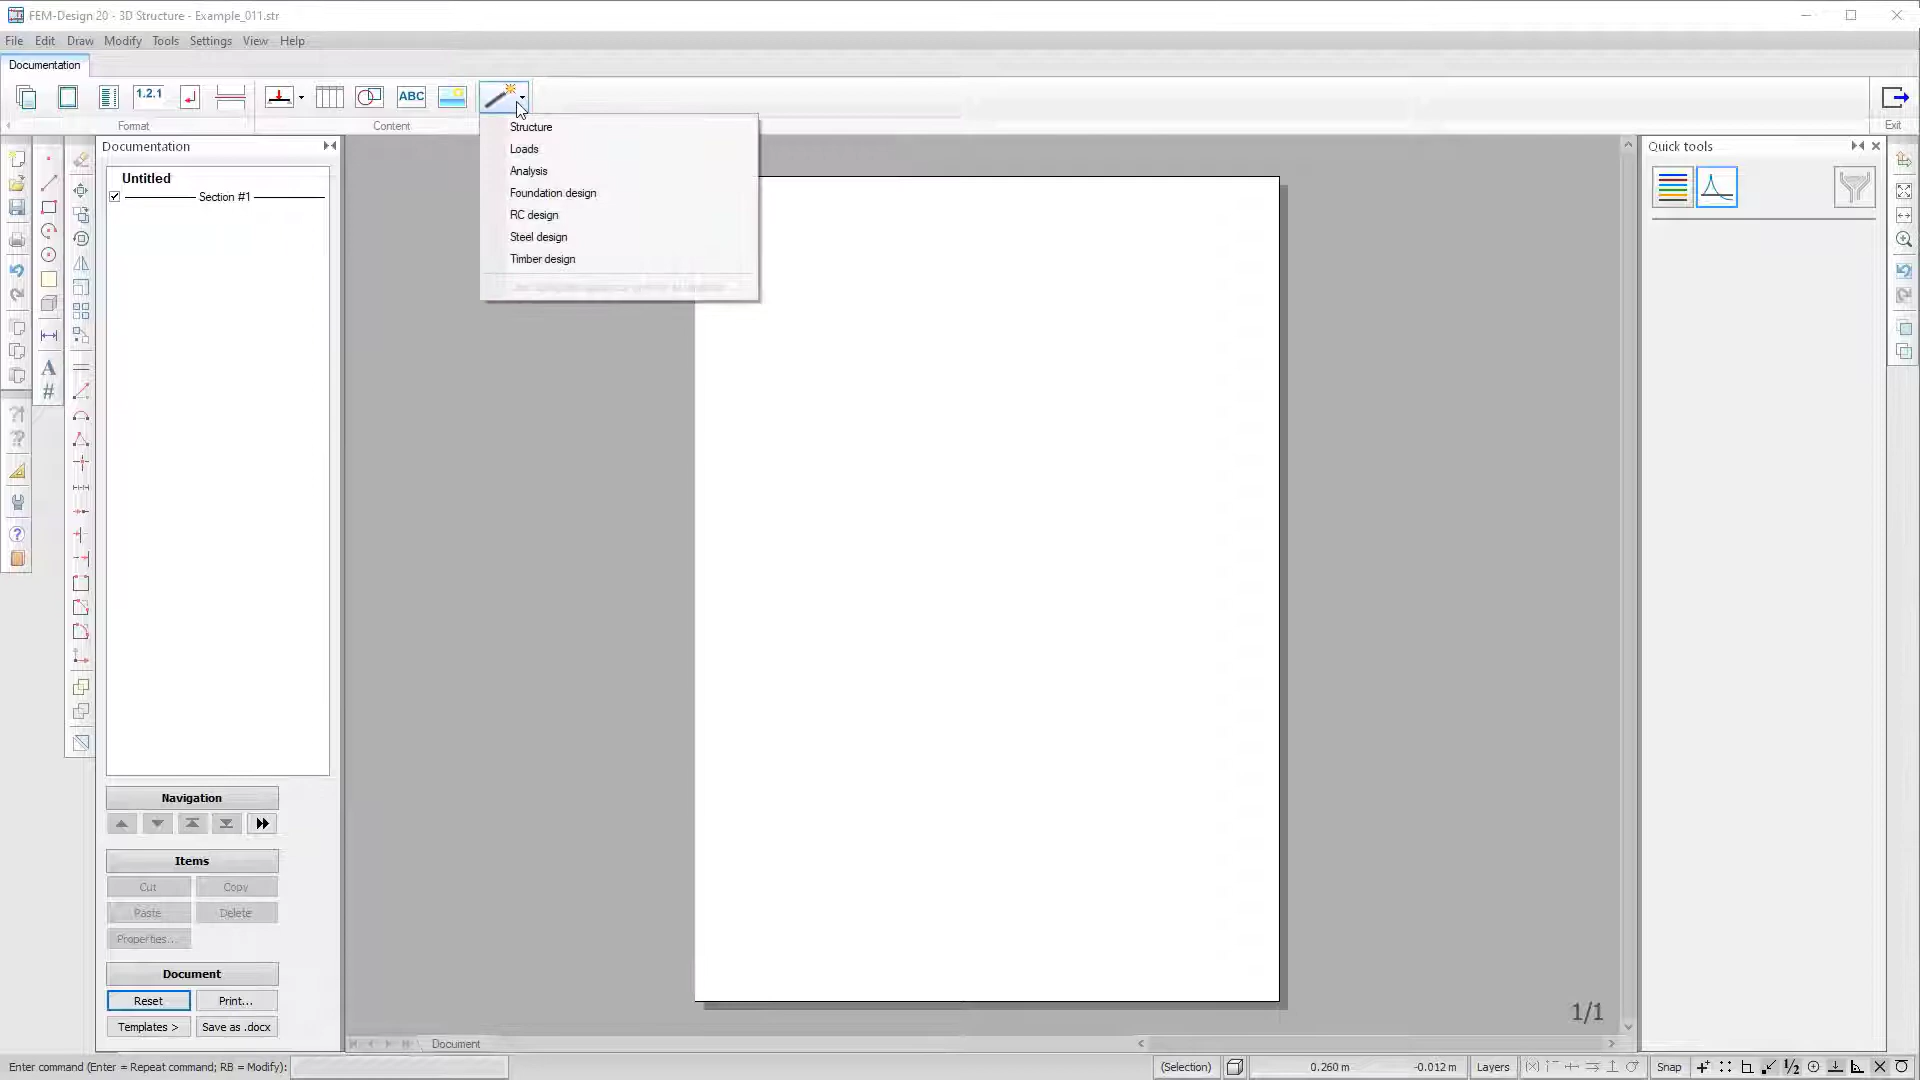 FEM-Design 20 - 3D Structure - Example_011.str
File Edit Draw Modify Tools Settings View Help
Documentation
1.2.1
ABC
Format
Content
Exit
Structure
Loads
Analysis
Foundation design
RC design
Steel design
Timber design
Documentation
Untitled
Section #1
A
#
Navigation
Items
Cut
Copy
Paste
Delete
Properties...
Document
Reset
Print...
Templates >
Save as .docx
Quick tools
1/1
Document
Enter command (Enter = Repeat command; RB = Modify):
(Selection)
0.260 m
-0.012 m
Layers
Snap
1/2